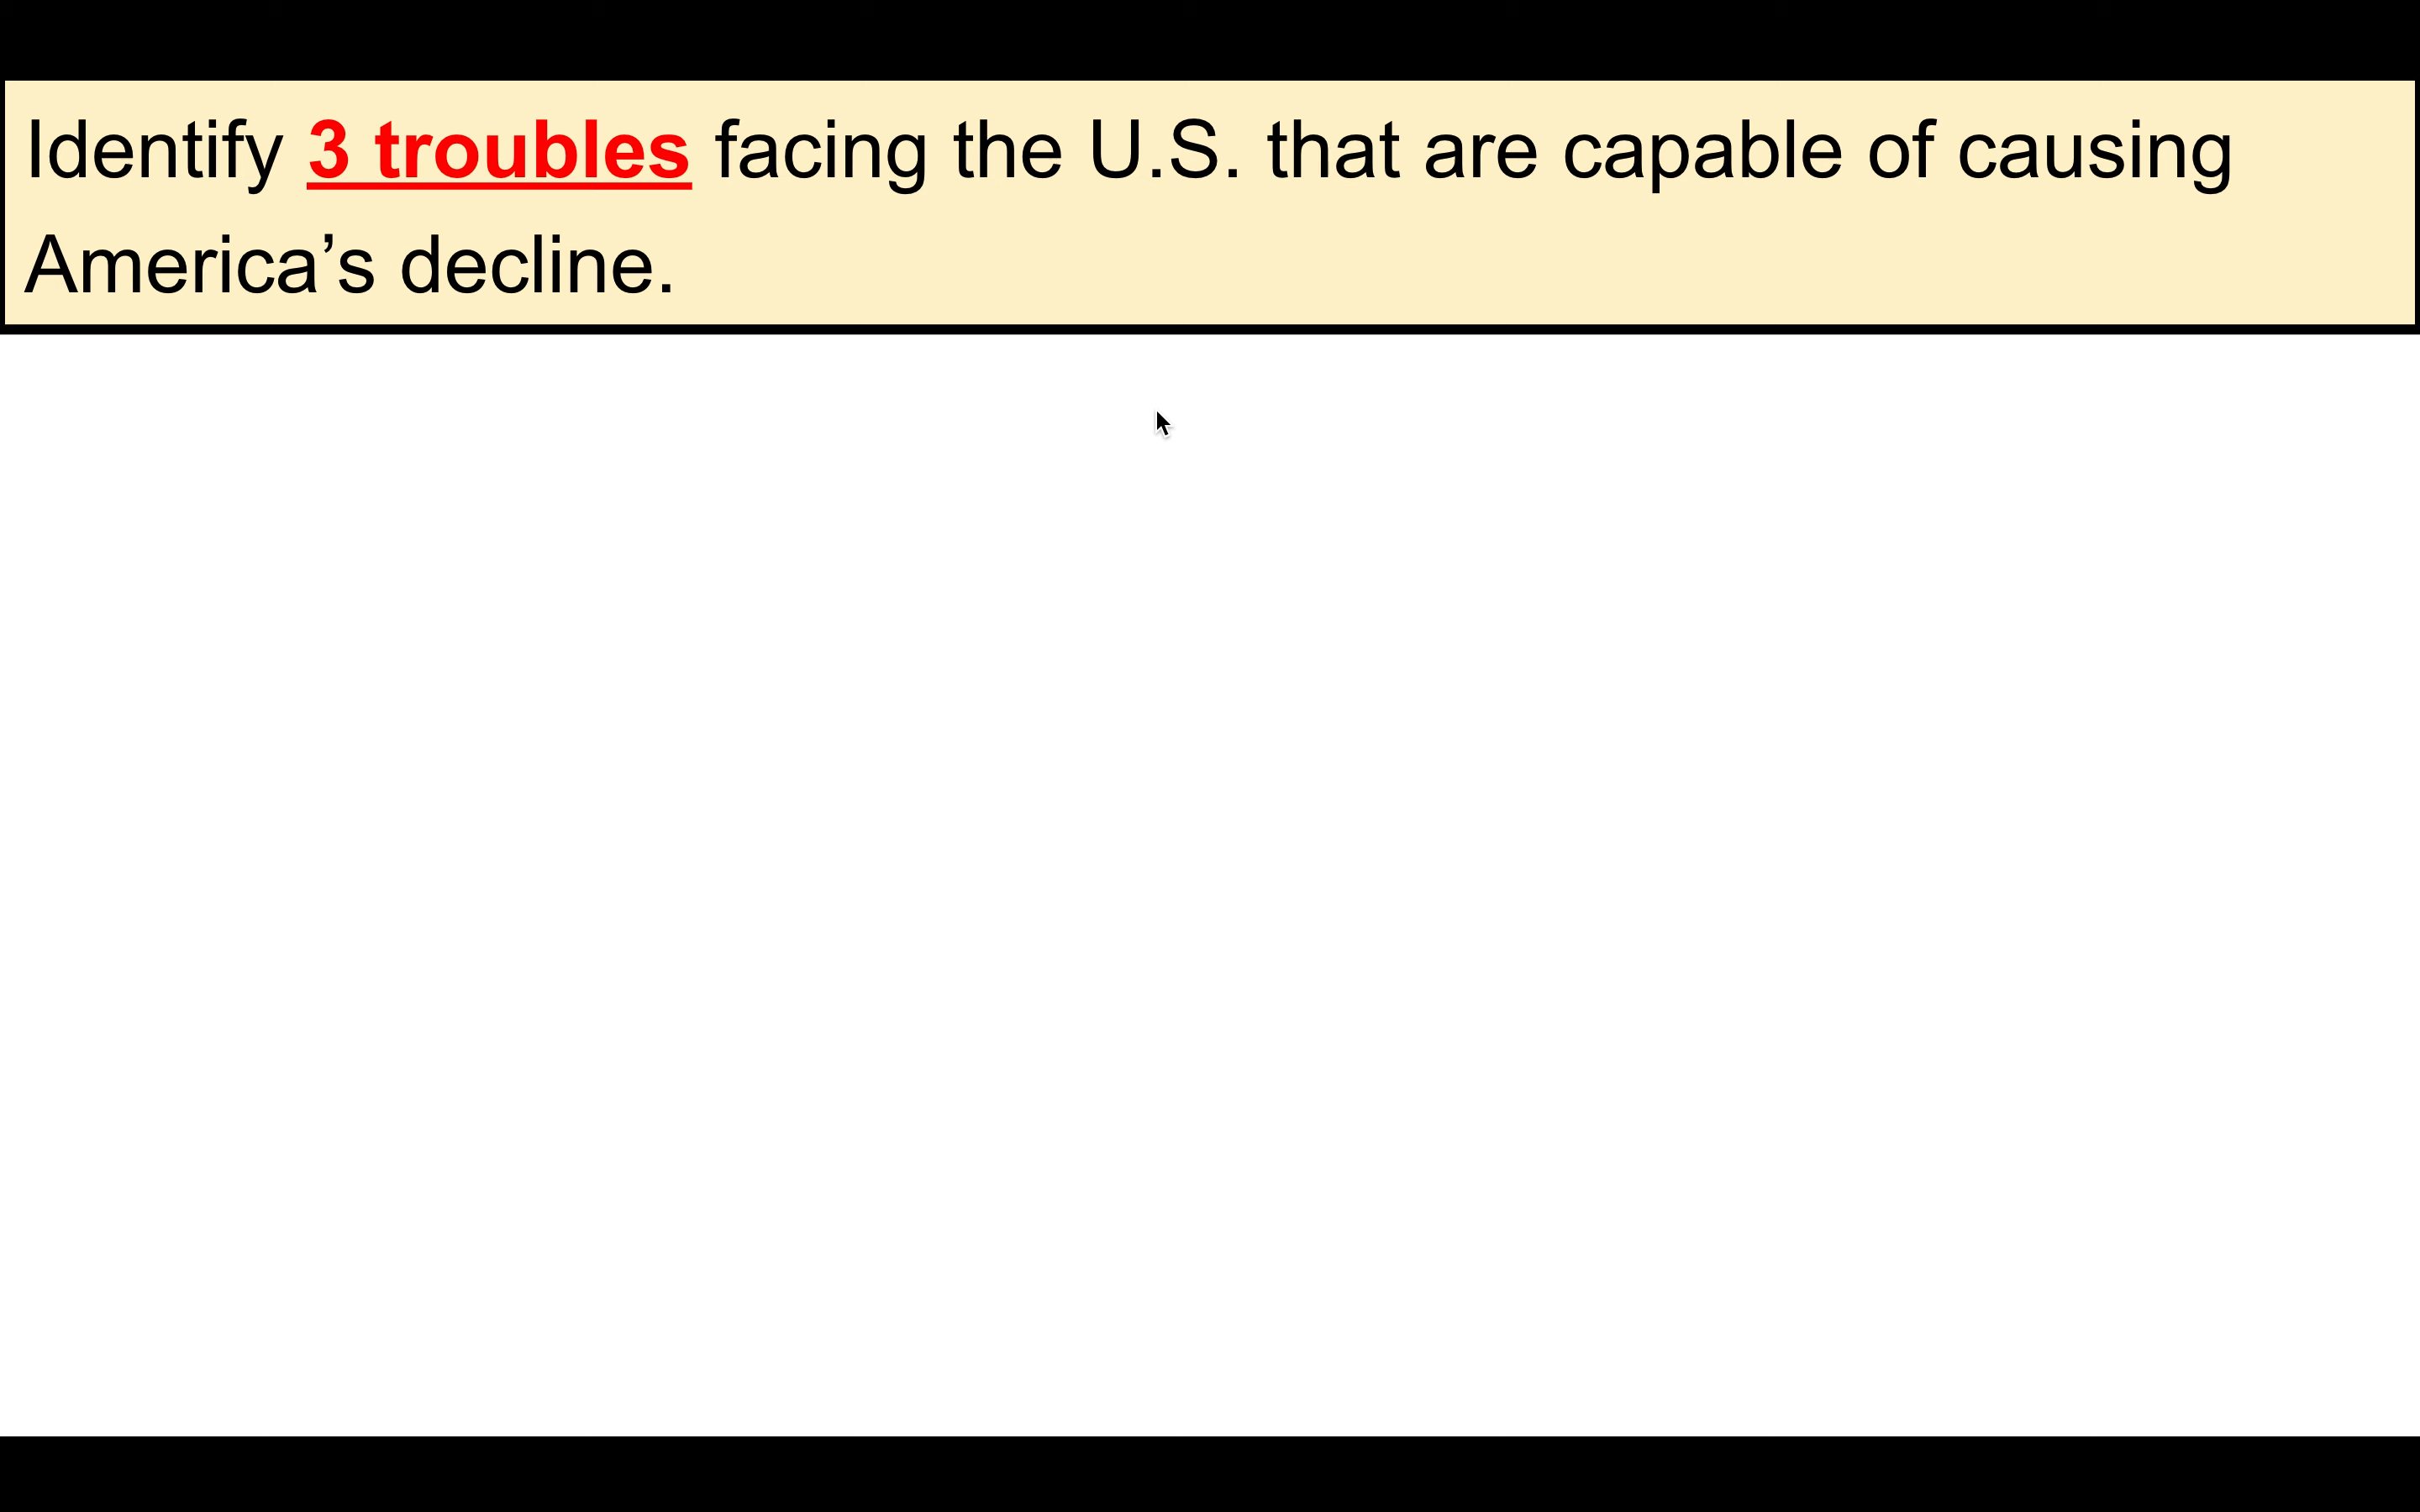 Identify 3 troubles facing the U.S. that are capable of causing
America’s decline.